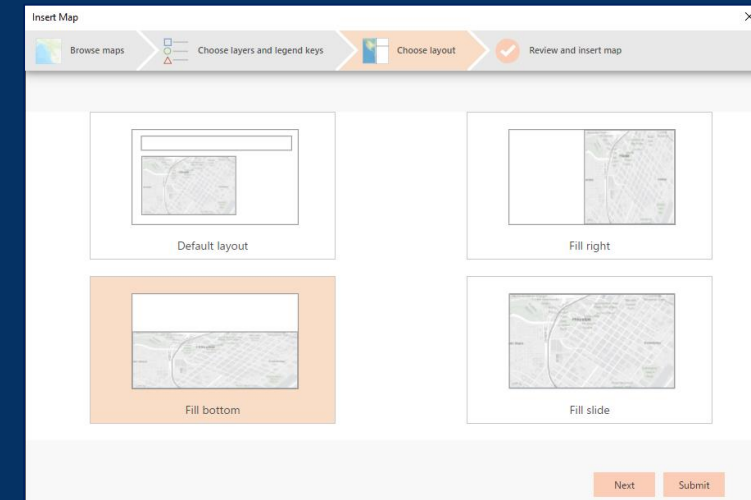 Insert Map
Browse maps
Choose layers and legend keys
Choose layout
Review and insert map
Default layout
Fill right
Fill bottom
Fill slide
Next
Submit